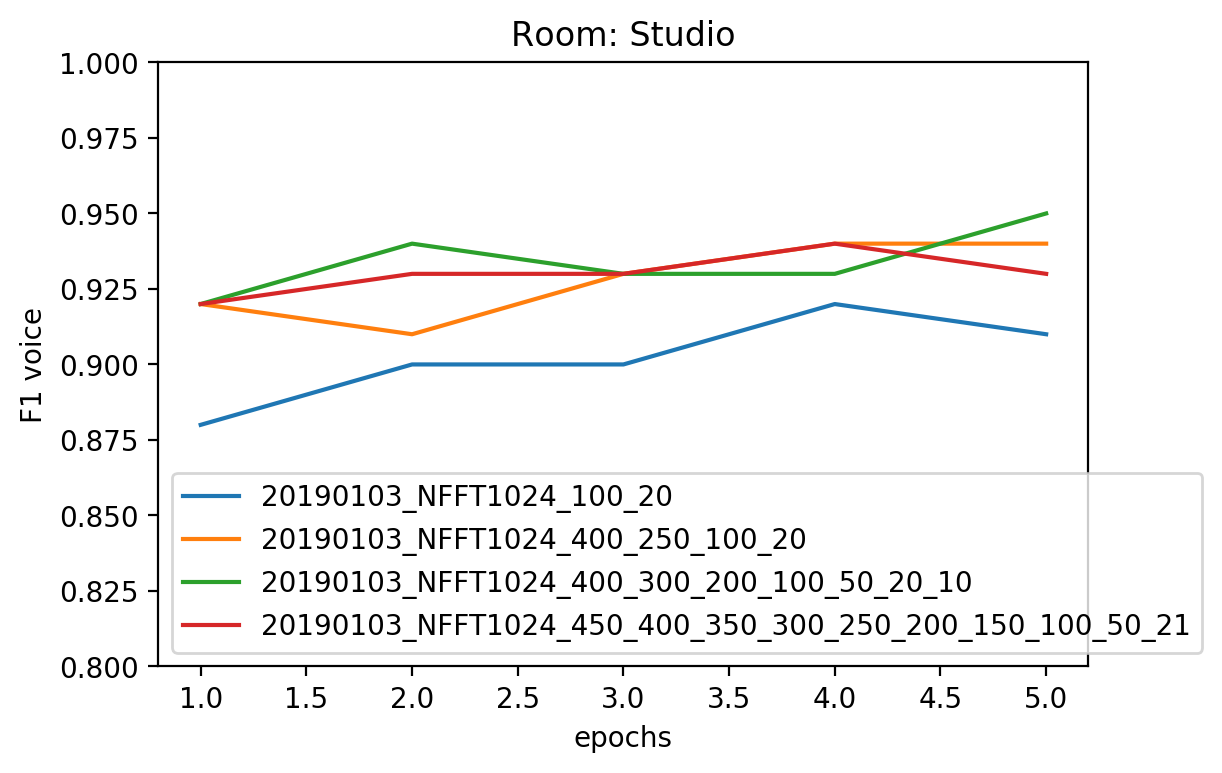 Room: Studio
1.000
0.975
0.950
0.925
0.900
0.875
0.850
0.825
0.800
F1 voice
20190103_NFFT1024_100_20
20190103_NFFT1024_400_250_100_20
20190103_NFFT1024_400_300_200_100_50_20_10
20190103_NFFT1024_450_400_350_300_250_200_150_100_50_21
1.0 1.5 2.0 2.5 3.0 3.5 4.0 4.5 5.0
epochs